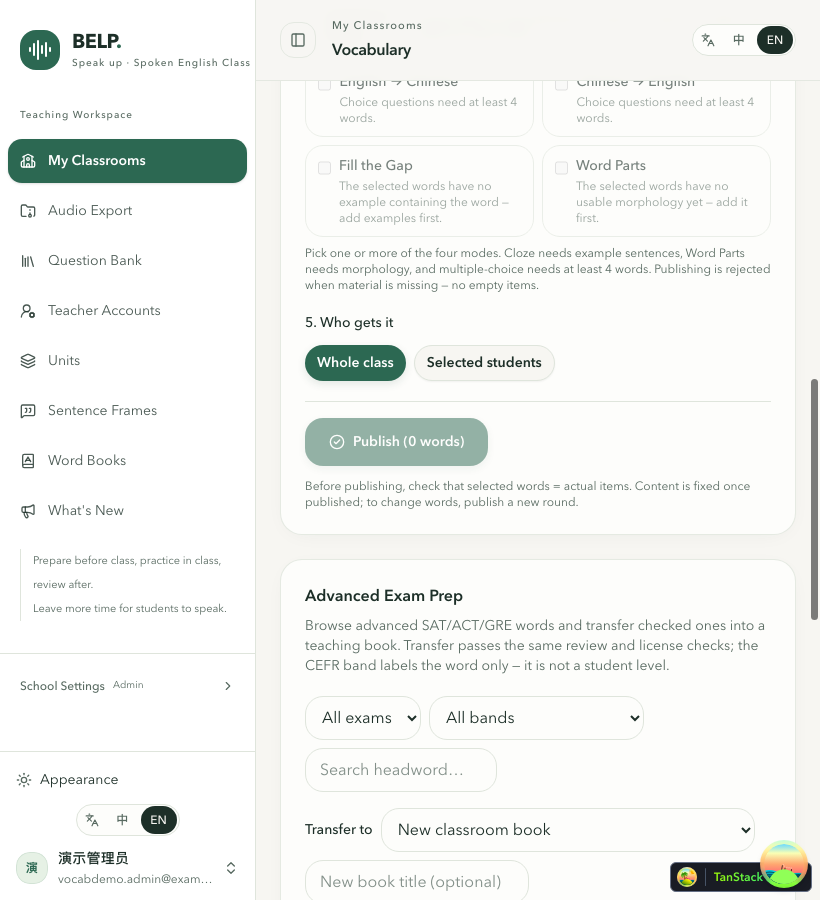 BELP.
Speak up · Spoken English Class
Teaching Workspace
My Classrooms
Audio Export
Question Bank
Teacher Accounts
Units
Sentence Frames
Word Books
What's New
Prepare before class, practice in class,
review after.
Leave more time for students to speak.
School Settings Admin
Appearance
中 EN
演 演示管理员
vocabdemo.admin@exam…
My Classrooms
Vocabulary
中 EN
English → Chinese
Choice questions need at least 4
words.
Chinese → English
Choice questions need at least 4
words.
Fill the Gap
The selected words have no
example containing the word —
add examples first.
Word Parts
The selected words have no
usable morphology yet — add it
first.
Pick one or more of the four modes. Cloze needs example sentences, Word Parts
needs morphology, and multiple-choice needs at least 4 words. Publishing is rejected
when material is missing — no empty items.
5. Who gets it
Whole class Selected students
Publish (0 words)
Before publishing, check that selected words = actual items. Content is fixed once
published; to change words, publish a new round.
Advanced Exam Prep
Browse advanced SAT/ACT/GRE words and transfer checked ones into a
teaching book. Transfer passes the same review and license checks; the
CEFR band labels the word only — it is not a student level.
All exams All bands
Search headword…
Transfer to New classroom book
New book title (optional)
TanStack